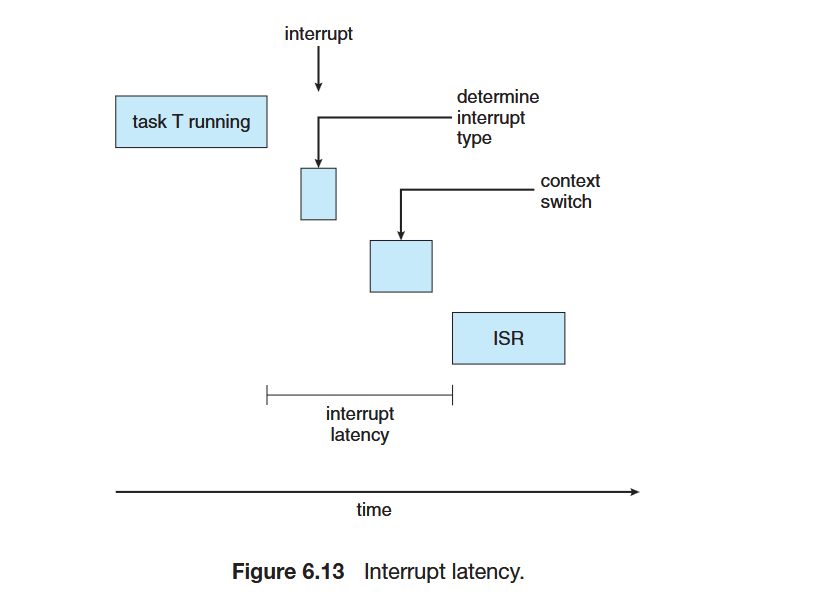 interrupt
task T running
determine
interrupt
type
context
switch
ISR
interrupt
latency
time
Figure 6.13 Interrupt latency.